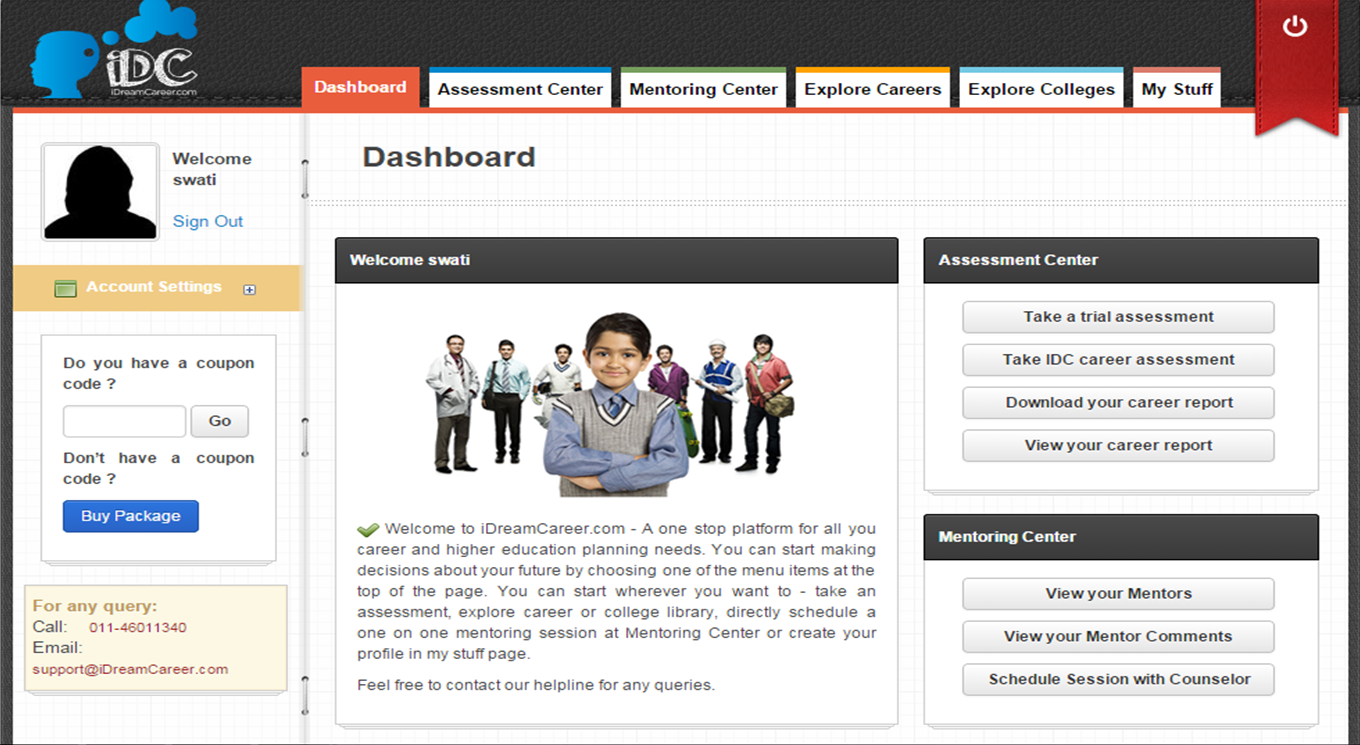 iDC
iDreamCareer.com
Dashboard
Assessment Center
Mentoring Center
Explore Careers
Explore Colleges
My Stuff
Welcome
swati
Sign Out
Account Settings
Do you have a coupon
code ?
Go
Don't have a coupon
code ?
Buy Package
For any query:
Call: 011-46011340
Email:
support@iDreamCareer.com
Dashboard
Welcome swati
Welcome to iDreamCareer.com - A one stop platform for all you
career and higher education planning needs. You can start making
decisions about your future by choosing one of the menu items at the
top of the page. You can start wherever you want to - take an
assessment, explore career or college library, directly schedule a
one on one mentoring session at Mentoring Center or create your
profile in my stuff page.
Feel free to contact our helpline for any queries.
Assessment Center
Take a trial assessment
Take IDC career assessment
Download your career report
View your career report
Mentoring Center
View your Mentors
View your Mentor Comments
Schedule Session with Counselor